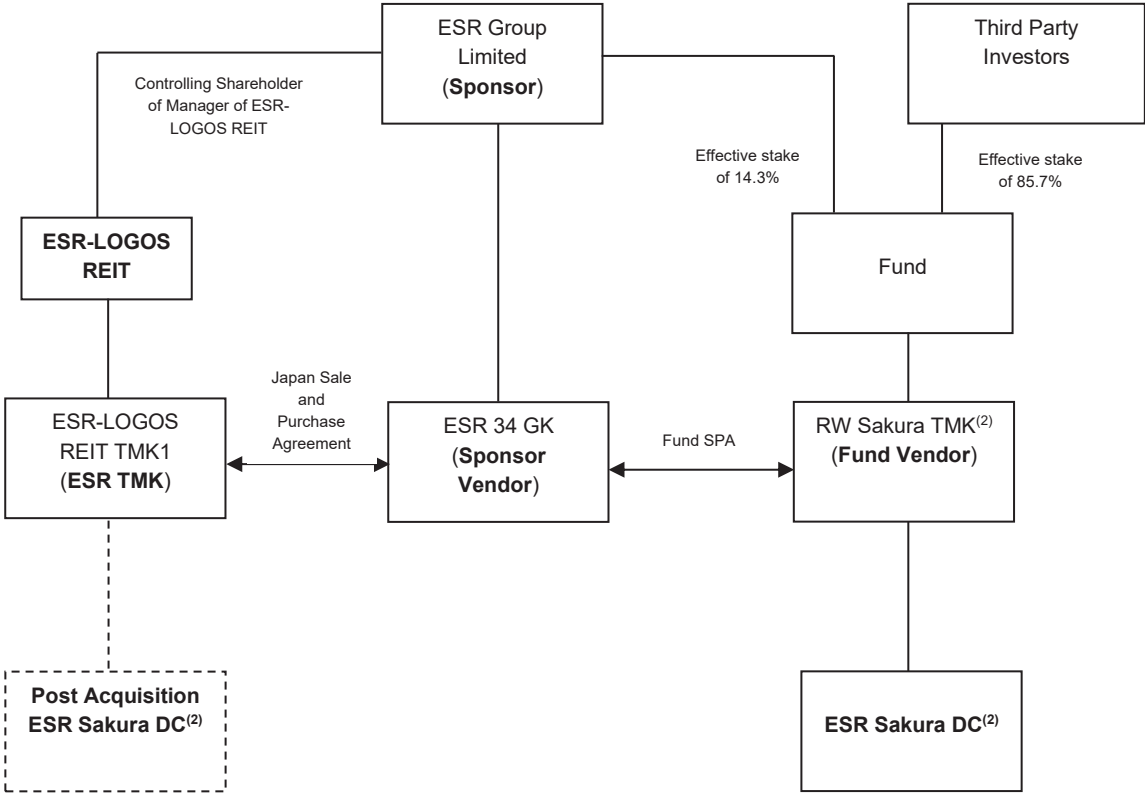 ESR Group
Limited
(Sponsor)
Third Party
Investors
Controlling Shareholder
of Manager of ESR-
LOGOS REIT
Effective stake
of 14.3%
Effective stake
of 85.7%
ESR-LOGOS
REIT
Fund
Japan Sale
and
Purchase
Agreement
ESR-LOGOS
REIT TMK1
(ESR TMK)
ESR 34 GK
(Sponsor
Vendor)
Fund SPA
RW Sakura TMK(2)
(Fund Vendor)
Post Acquisition
ESR Sakura DC(2)
ESR Sakura DC(2)